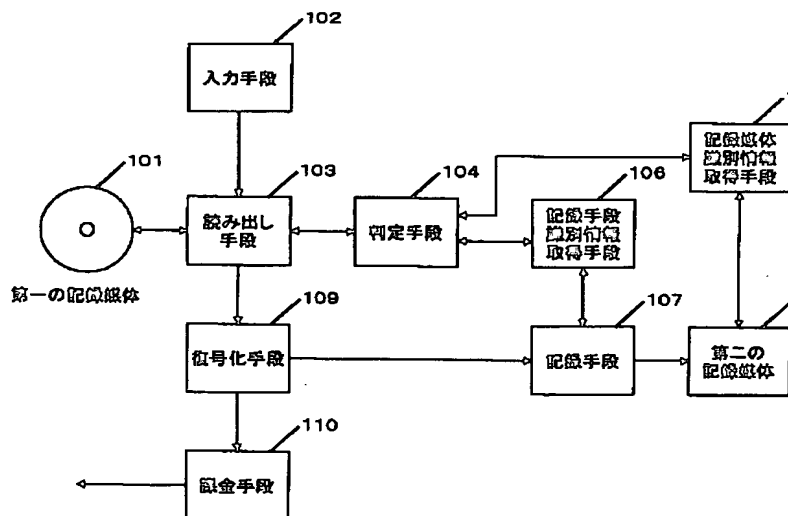 102
入力手段
101
第一の記録媒体
103
読み出し
手段
104
判定手段
106
記録手段
識別情報
取得手段
記録媒体
識別情報
取得手段
109
復号化手段
107
記録手段
第二の
記録媒体
110
課金手段